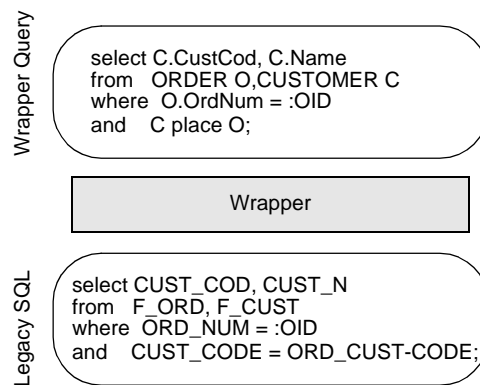 Wrapper Query
select C.CustCod, C.Name
from ORDER O,CUSTOMER C
where O.OrdNum = :OID
and C place O;
Wrapper
Legacy SQL
select CUST_COD, CUST_N
from F_ORD, F_CUST
where ORD_NUM = :OID
and CUST_CODE = ORD_CUST-CODE;